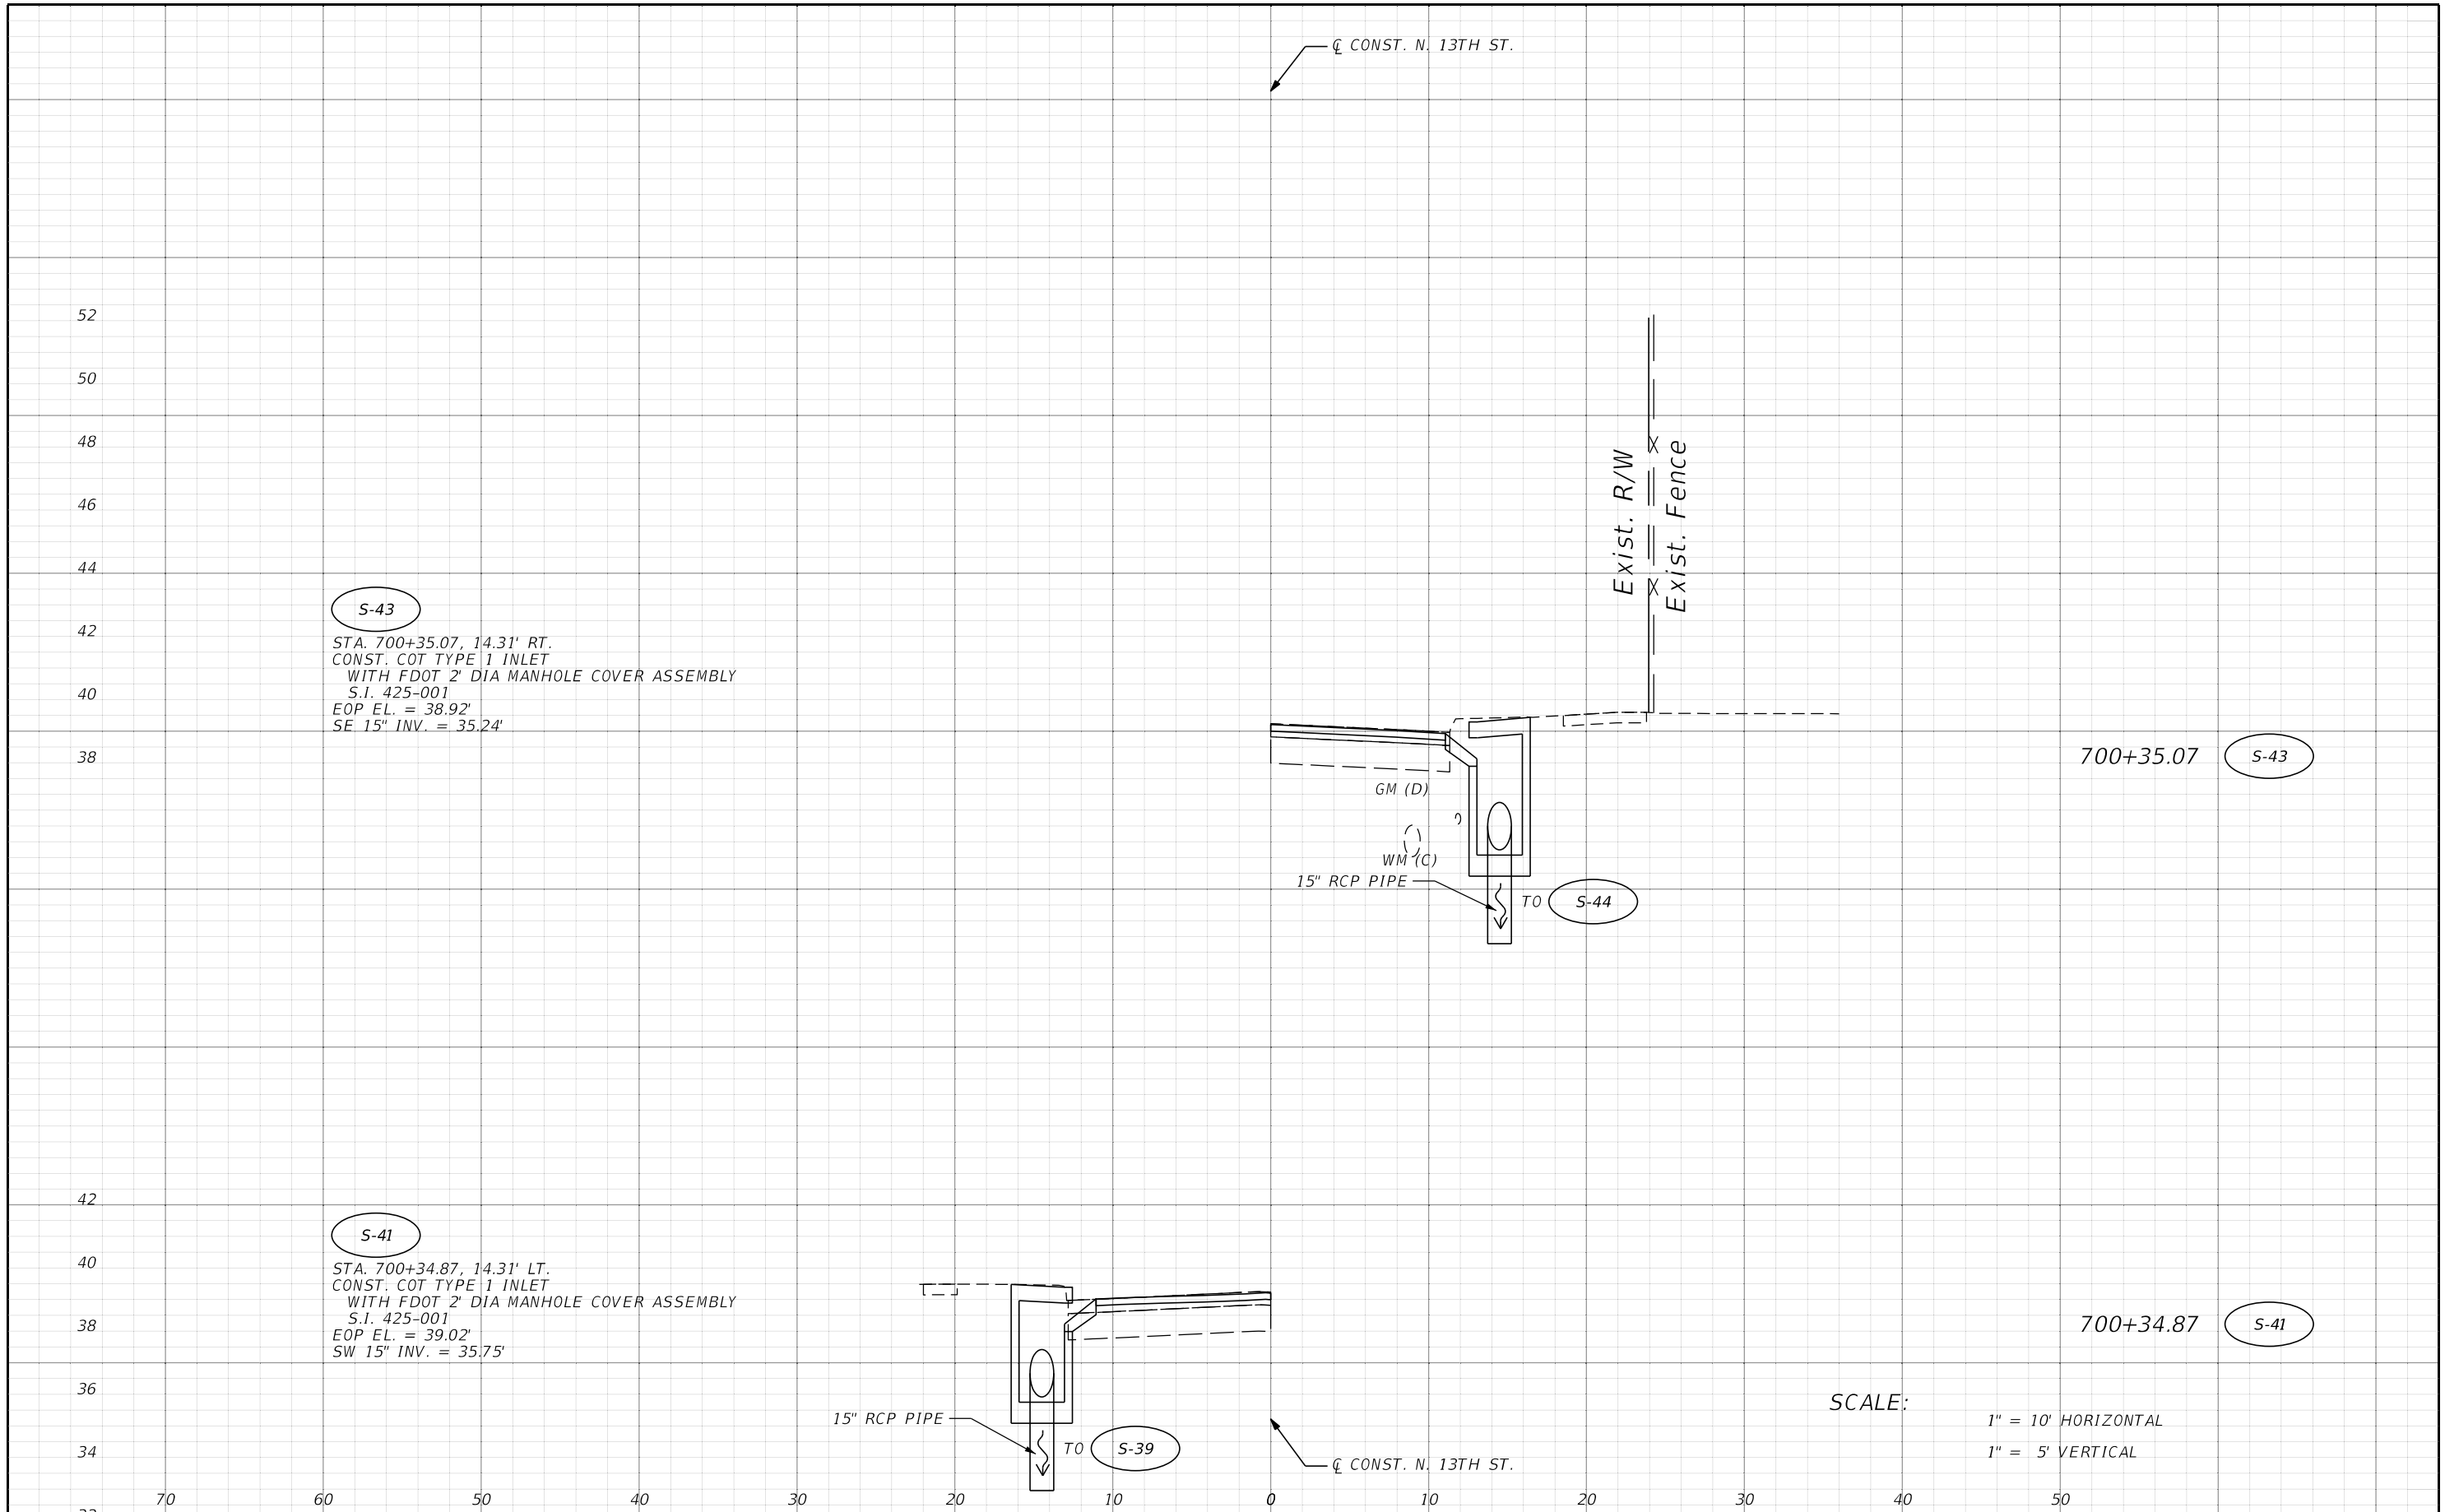 ℄ CONST. N. 13TH ST.
52
50
48
46
44
42
40
38
Exist. R/W
Exist. Fence
S-43
STA. 700+35.07, 14.31' RT.
CONST. COT TYPE 1 INLET
WITH FDOT 2' DIA MANHOLE COVER ASSEMBLY
S.I. 425-001
EOP EL. = 38.92'
SE 15" INV. = 35.24'
700+35.07 S-43
GM (D)
WM (C)
15" RCP PIPE
TO S-44
42
40
38
36
34
S-41
STA. 700+34.87, 14.31' LT.
CONST. COT TYPE 1 INLET
WITH FDOT 2' DIA MANHOLE COVER ASSEMBLY
S.I. 425-001
EOP EL. = 39.02'
SW 15" INV. = 35.75'
700+34.87 S-41
15" RCP PIPE
TO S-39
℄ CONST. N. 13TH ST.
SCALE:
1" = 10' HORIZONTAL
1" = 5' VERTICAL
70 60 50 40 30 20 10 0 10 20 30 40 50